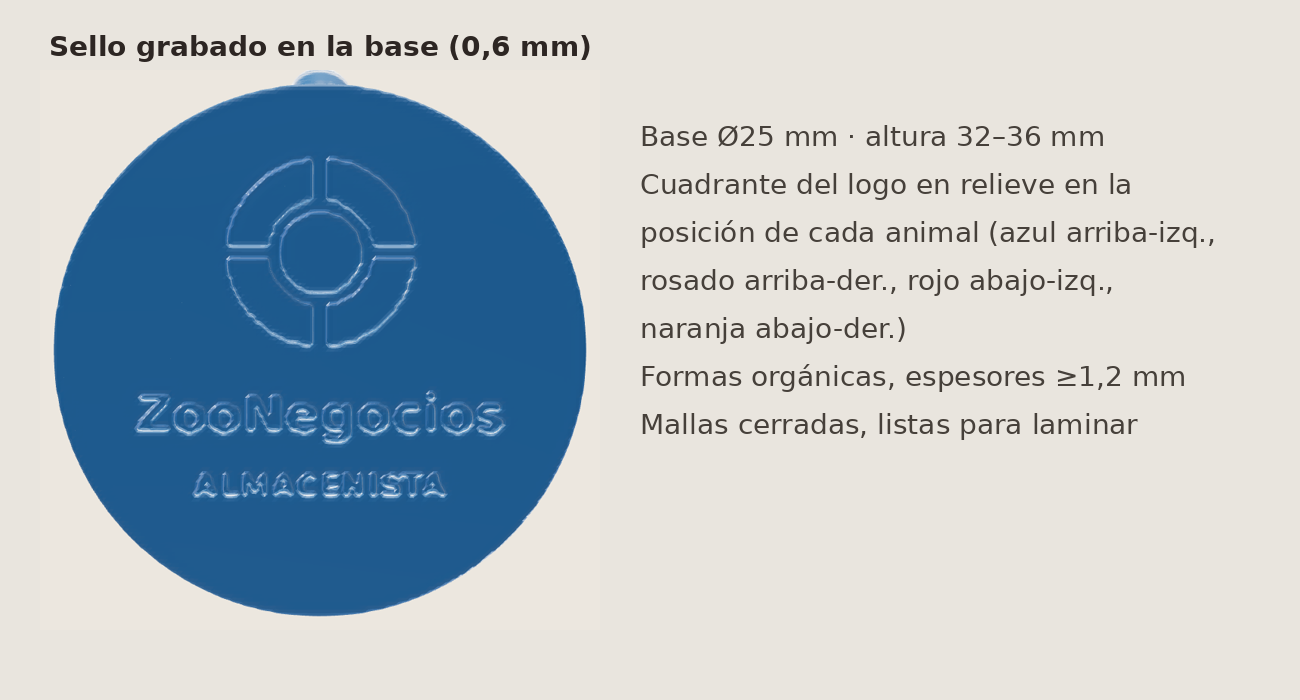 Sello grabado en la base (0,6 mm)
ZooNegocios
ALMACENISTA
Base Ø25 mm · altura 32–36 mm
Cuadrante del logo en relieve en la
posición de cada animal (azul arriba-izq.,
rosado arriba-der., rojo abajo-izq.,
naranja abajo-der.)
Formas orgánicas, espesores ≥1,2 mm
Mallas cerradas, listas para laminar